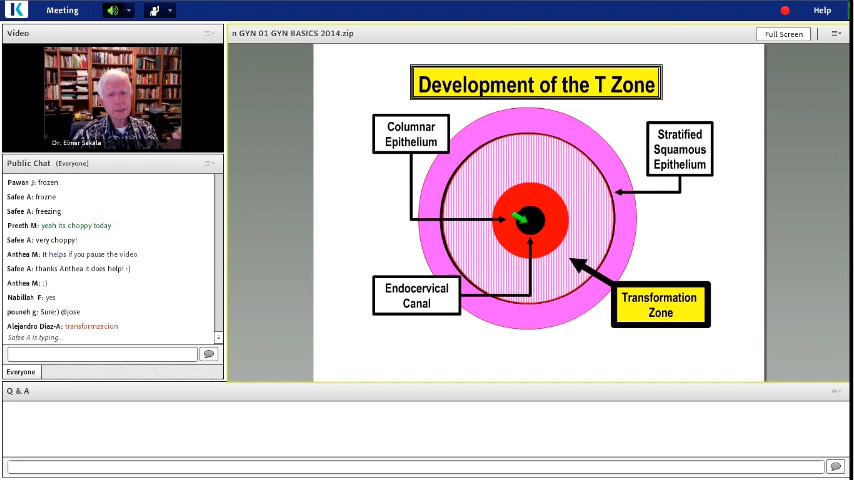 K Meeting Help
Video
Dr. Elmar Sakala
Public Chat (Everyone)
Pawan J: frozen
Safee A: frozne
Safee A: freezing
Preeth M: yeah its choppy today
Safee A: very choppy!
Anthea M: It helps if you pause the video
Safee A: thanks Anthea it does help! :)
Anthea M: :)
Nabillah F: yes
pouneh g: Sure:) @jose
Alejandro Diaz-A: transformzacion
Safee A is typing...
Everyone
n GYN 01 GYN BASICS 2014.zip
Full Screen
Development of the T Zone
Columnar
Epithelium
Stratified
Squamous
Epithelium
Endocervical
Canal
Transformation
Zone
Q & A